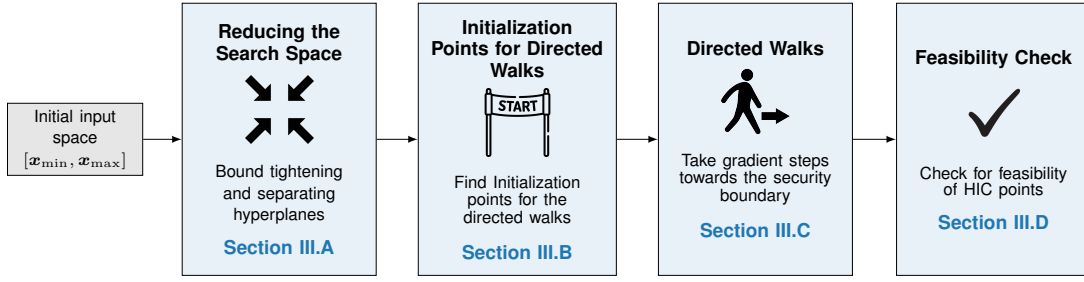 Initial input
space
[x_min, x_max]
Reducing the
Search Space
Bound tightening
and separating
hyperplanes
Section III.A
Initialization
Points for Directed
Walks
START
Find Initialization
points for the
directed walks
Section III.B
Directed Walks
Take gradient steps
towards the security
boundary
Section III.C
Feasibility Check
Check for feasibility
of HIC points
Section III.D